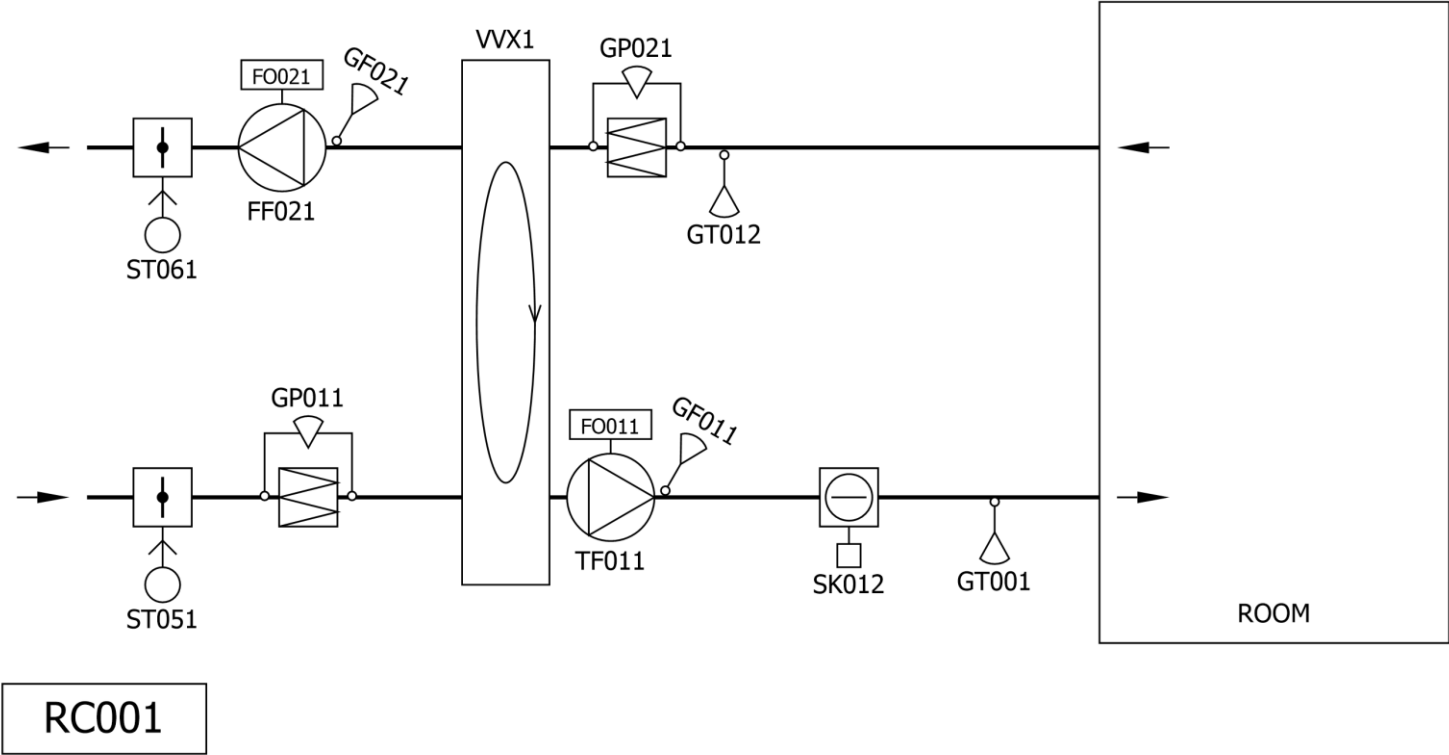 VVX1
GP021
FO021
GF021
FF021
GT012
ST061
GP011
FO011
GF011
TF011
SK012
GT001
ST051
ROOM
RC001